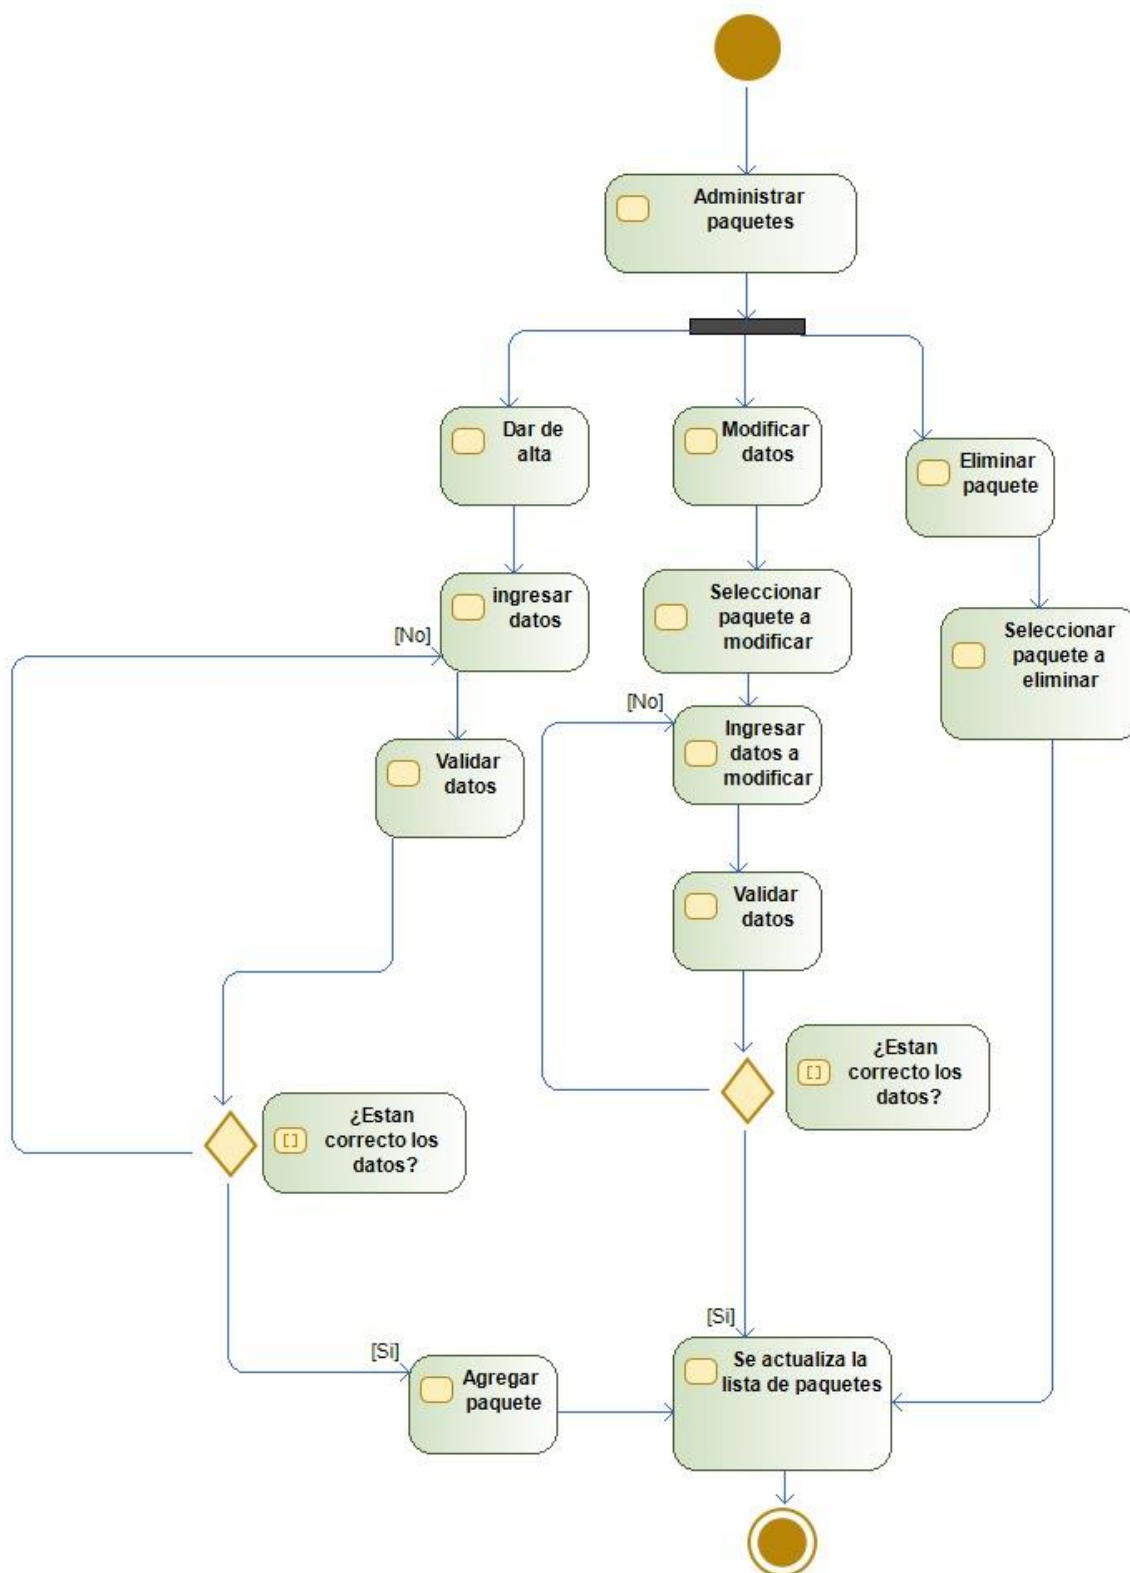 Administrar
paquetes
Dar de
alta
Modificar
datos
Eliminar
paquete
ingresar
datos
[No]
Seleccionar
paquete a
modificar
Seleccionar
paquete a
eliminar
[No]
Ingresar
datos a
modificar
Validar
datos
Validar
datos
¿Estan
correcto los
datos?
¿Estan
correcto los
datos?
[Si]
[Si]
Agregar
paquete
Se actualiza la
lista de paquetes